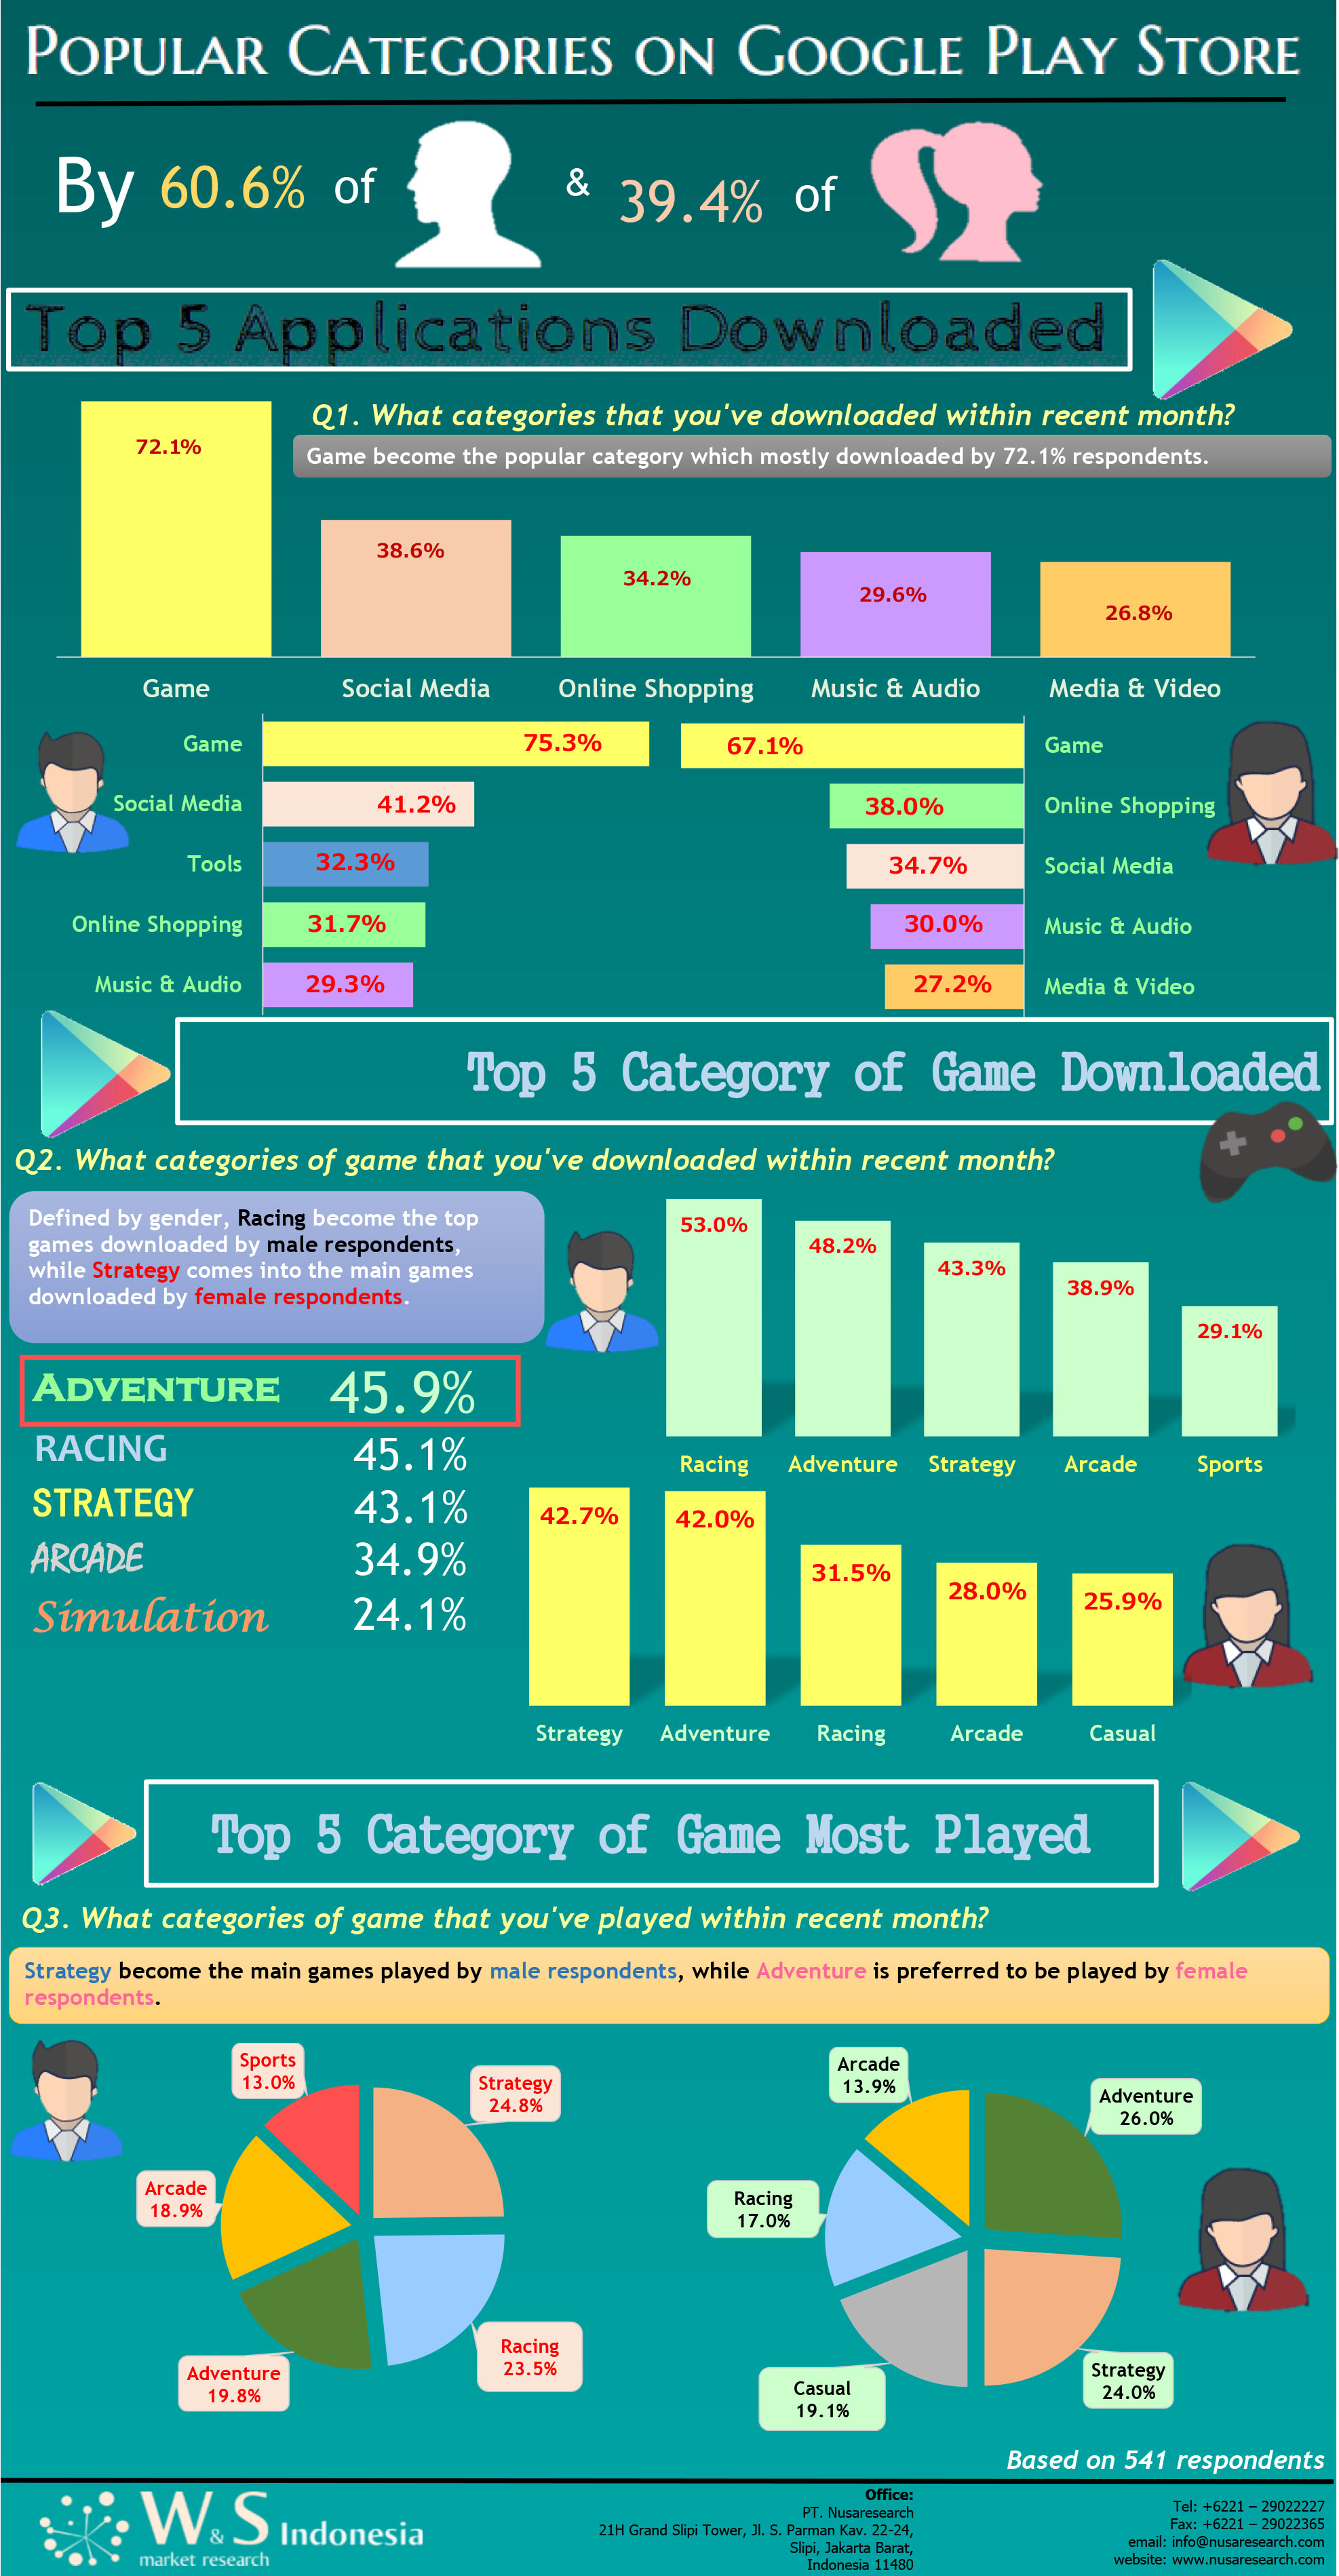 Popular Categories on Google Play Store
By 60.6% of & 39.4% of
Top 5 Applications Downloaded
Q1. What categories that you've downloaded within recent month?
Game become the popular category which mostly downloaded by 72.1% respondents.
72.1%
38.6%
34.2%
29.6%
26.8%
Game
Social Media
Online Shopping
Music & Audio
Media & Video
Game 75.3%
Social Media 41.2%
Tools 32.3%
Online Shopping 31.7%
Music & Audio 29.3%
67.1% Game
38.0% Online Shopping
34.7% Social Media
30.0% Music & Audio
27.2% Media & Video
Top 5 Category of Game Downloaded
Q2. What categories of game that you've downloaded within recent month?
Defined by gender, Racing become the top
games downloaded by male respondents,
while Strategy comes into the main games
downloaded by female respondents.
Adventure 45.9%
RACING 45.1%
STRATEGY 43.1%
ARCADE 34.9%
Simulation 24.1%
53.0%
48.2%
43.3%
38.9%
29.1%
Racing
Adventure
Strategy
Arcade
Sports
42.7%
42.0%
31.5%
28.0%
25.9%
Strategy
Adventure
Racing
Arcade
Casual
Top 5 Category of Game Most Played
Q3. What categories of game that you've played within recent month?
Strategy become the main games played by male respondents, while Adventure is preferred to be played by female
respondents.
Sports
13.0%
Strategy
24.8%
Arcade
18.9%
Racing
23.5%
Adventure
19.8%
Arcade
13.9%
Adventure
26.0%
Racing
17.0%
Strategy
24.0%
Casual
19.1%
Based on 541 respondents
W&S Indonesia
market research
Office:
PT. Nusaresearch
21H Grand Slipi Tower, Jl. S. Parman Kav. 22-24,
Slipi, Jakarta Barat,
Indonesia 11480
Tel: +6221 – 29022227
Fax: +6221 – 29022365
email: info@nusaresearch.com
website: www.nusaresearch.com